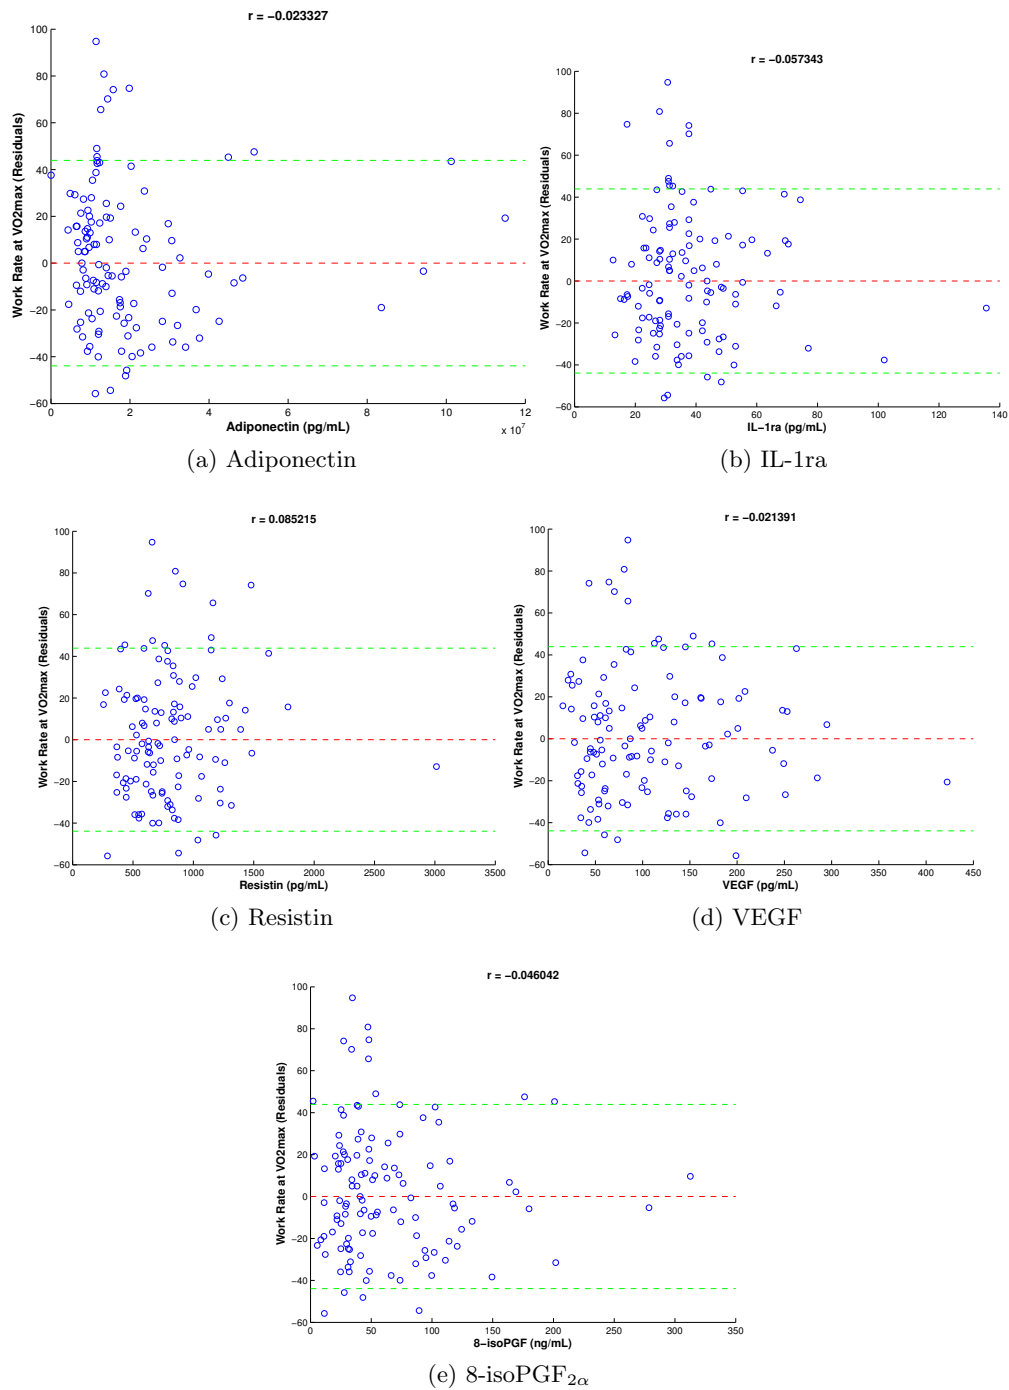 r = −0.023327
100
80
60
40
20
0
−20
−40
−60
Work Rate at VO2max (Residuals)
0 2 4 6 8 10 12
Adiponectin (pg/mL)
x 10^7
(a) Adiponectin
r = −0.057343
100
80
60
40
20
0
−20
−40
−60
Work Rate at VO2max (Residuals)
0 20 40 60 80 100 120 140
IL−1ra (pg/mL)
(b) IL-1ra
r = 0.085215
100
80
60
40
20
0
−20
−40
−60
Work Rate at VO2max (Residuals)
0 500 1000 1500 2000 2500 3000 3500
Resistin (pg/mL)
(c) Resistin
r = −0.021391
100
80
60
40
20
0
−20
−40
−60
Work Rate at VO2max (Residuals)
0 50 100 150 200 250 300 350 400 450
VEGF (pg/mL)
(d) VEGF
r = −0.046042
100
80
60
40
20
0
−20
−40
−60
Work Rate at VO2max (Residuals)
0 50 100 150 200 250 300 350
8−isoPGF (ng/mL)
(e) 8-isoPGF2α